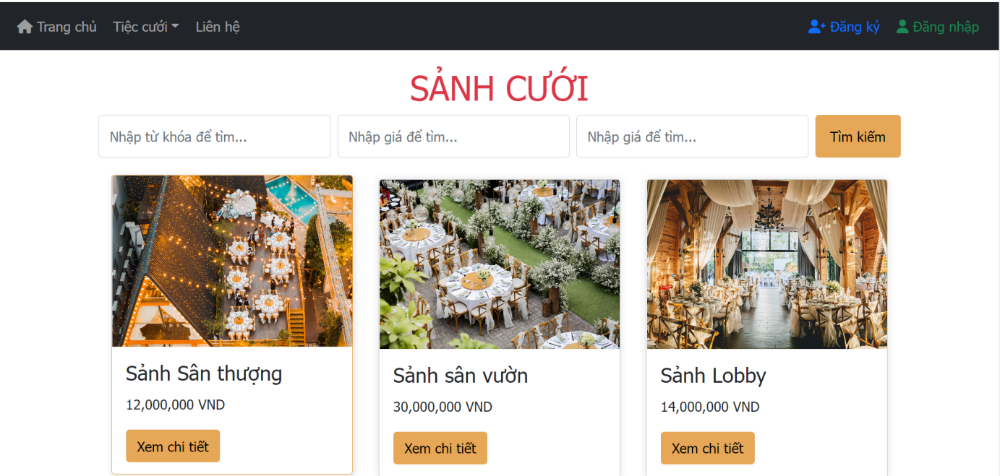 Trang chủ Tiệc cưới Liên hệ Đăng ký Đăng nhập
SẢNH CƯỚI
Nhập từ khóa để tìm... Nhập giá để tìm... Nhập giá để tìm... Tìm kiếm
Sảnh Sân thượng
12,000,000 VND
Xem chi tiết
Sảnh sân vườn
30,000,000 VND
Xem chi tiết
Sảnh Lobby
14,000,000 VND
Xem chi tiết